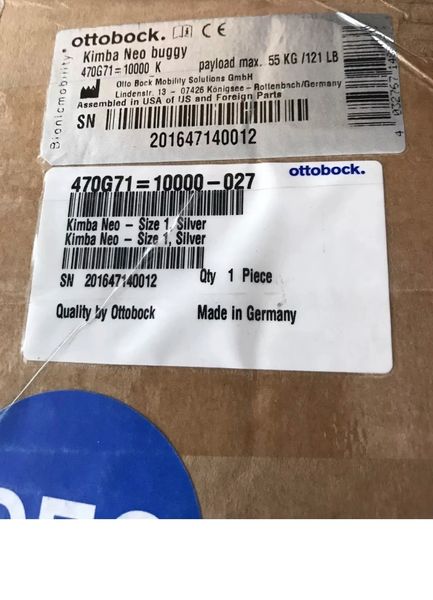 ottobock. CE
Kimba Neo buggy
470G71=10000_K payload max. 55 KG /121 LB
Otto Bock Mobility Solutions GmbH
Lindenstr. 13 - 07426 Königsee - Rottenbach/Germany
Assembled in USA of US and Foreign Parts
SN
201647140012
Bionicmobility®
ottobock.
470G71=10000-027
Kimba Neo - Size 1, Silver
Kimba Neo - Size 1, Silver
SN 201647140012 Qty 1 Piece
Quality by Ottobock Made in Germany